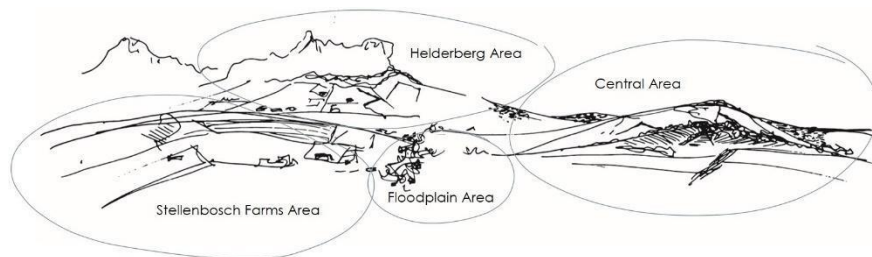 Helderberg Area
Central Area
Stellenbosch Farms Area
Floodplain Area